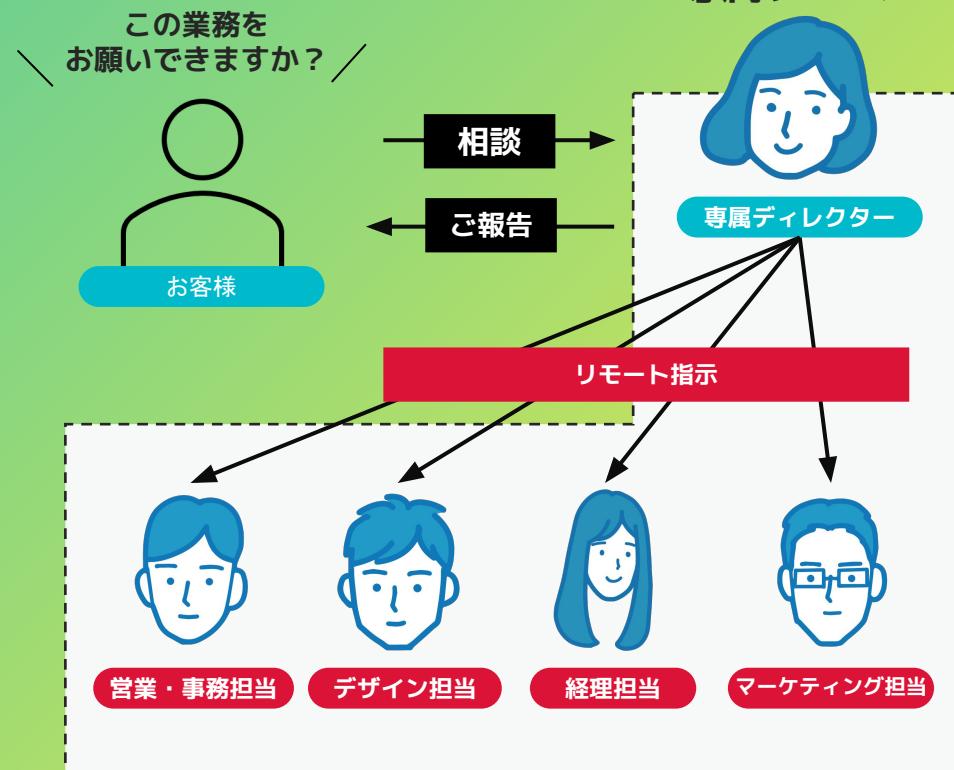 この業務を
お願いできますか？
相談
ご報告
専属ディレクター
お客様
リモート指示
営業・事務担当
デザイン担当
経理担当
マーケティング担当